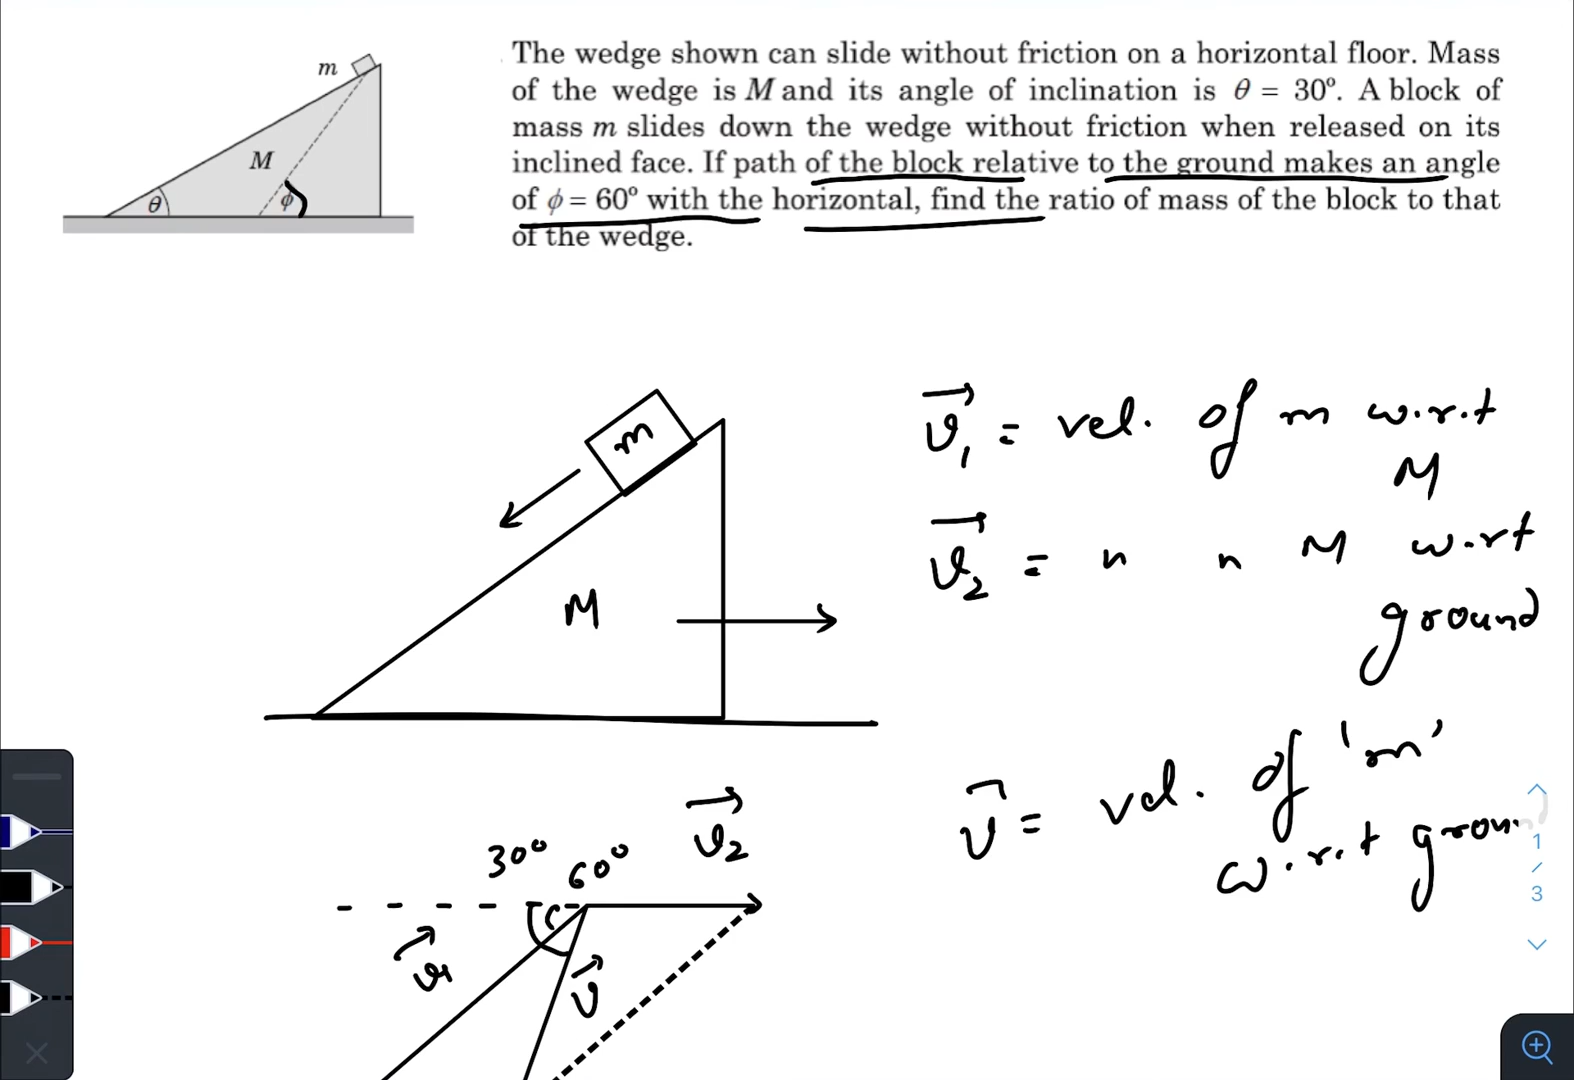 The wedge shown can slide without friction on a horizontal floor. Mass
of the wedge is M and its angle of inclination is θ = 30°. A block of
mass m slides down the wedge without friction when released on its
inclined face. If path of the block relative to the ground makes an angle
of ϕ = 60° with the horizontal, find the ratio of mass of the block to that
of the wedge.
m
M
θ
ϕ
m
M
v⃗₁ = vel. of m w.r.t
M
v⃗₂ = " " M w.r.t
ground
v⃗ = vel. of 'm'
w.r.t groun
30° 60° v⃗₂
v⃗₁
v⃗
1
/
3